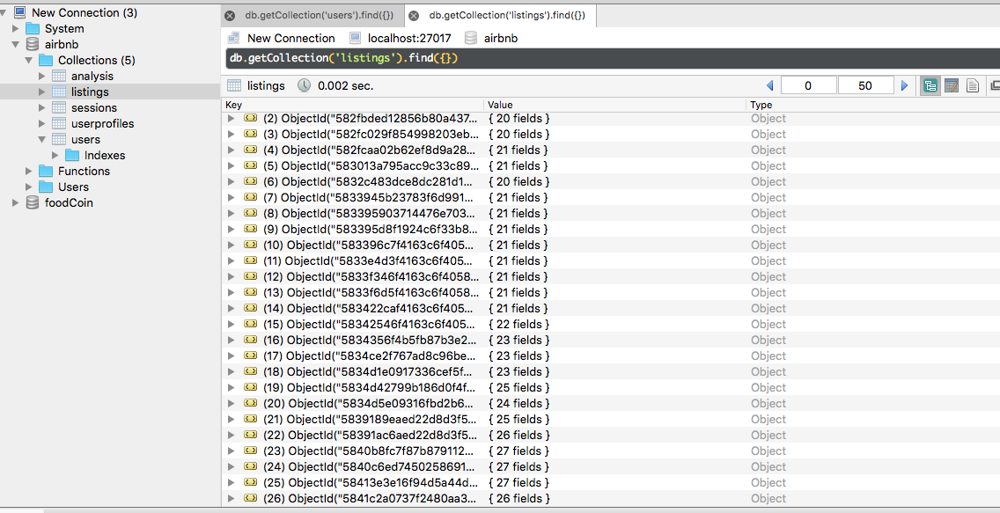 New Connection (3)
System
airbnb
Collections (5)
analysis
listings
sessions
userprofiles
users
Indexes
Functions
Users
foodCoin
db.getCollection('users').find({})
db.getCollection('listings').find({})
New Connection localhost:27017 airbnb
db.getCollection('listings').find({})
listings 0.002 sec. 0 50
Key Value Type
(2) ObjectId("582fbded12856b80a437... { 20 fields } Object
(3) ObjectId("582fc029f854998203eb... { 20 fields } Object
(4) ObjectId("582fcaa02b62ef8d9a28... { 21 fields } Object
(5) ObjectId("583013a795acc9c33c89... { 21 fields } Object
(6) ObjectId("5832c483dce8dc281d1... { 20 fields } Object
(7) ObjectId("5833945b23783f6d991... { 21 fields } Object
(8) ObjectId("583395903714476e703... { 21 fields } Object
(9) ObjectId("583395d8f1924c6f33b8... { 21 fields } Object
(10) ObjectId("583396c7f4163c6f405... { 21 fields } Object
(11) ObjectId("5833e4d3f4163c6f405... { 21 fields } Object
(12) ObjectId("5833f346f4163c6f4058... { 21 fields } Object
(13) ObjectId("5833f6d5f4163c6f4058... { 21 fields } Object
(14) ObjectId("583422caf4163c6f405... { 21 fields } Object
(15) ObjectId("58342546f4163c6f405... { 22 fields } Object
(16) ObjectId("5834356f4b5fb87b3e2... { 23 fields } Object
(17) ObjectId("5834ce2f767ad8c96be... { 23 fields } Object
(18) ObjectId("5834d1e0917336cef5f... { 23 fields } Object
(19) ObjectId("5834d42799b186d0f4f... { 25 fields } Object
(20) ObjectId("5834d5e09316fbd2b6... { 24 fields } Object
(21) ObjectId("5839189eaed22d8d3f5... { 25 fields } Object
(22) ObjectId("58391ac6aed22d8d3f5... { 26 fields } Object
(23) ObjectId("5840b8fc7f87b879112... { 27 fields } Object
(24) ObjectId("5840c6ed7450258691... { 27 fields } Object
(25) ObjectId("58413e3e16f94d5a44d... { 27 fields } Object
(26) ObjectId("5841c2a0737f2480aa3... { 26 fields } Object